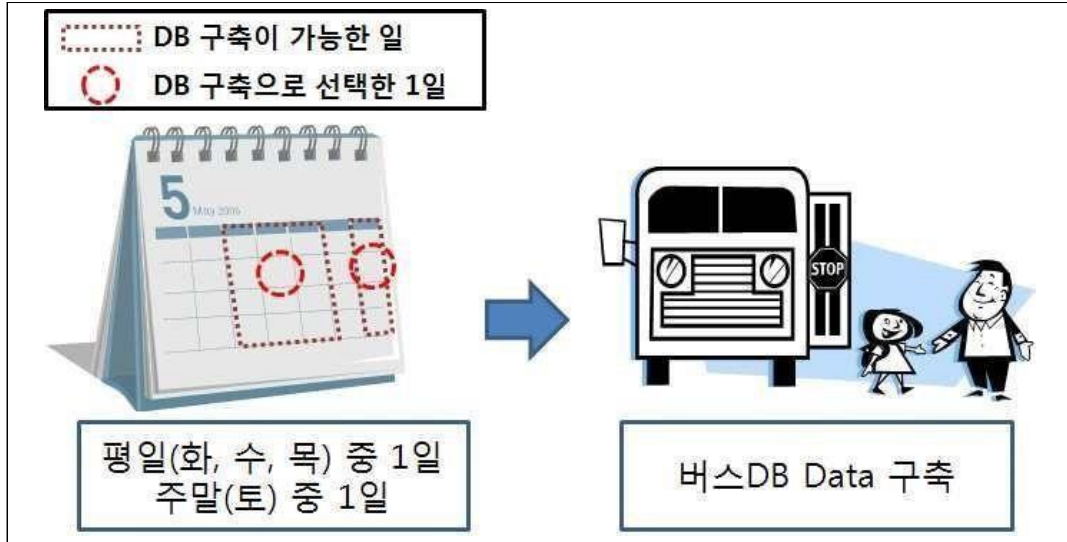 DB 구축이 가능한 일
DB 구축으로 선택한 1일
5
STOP
평일(화, 수, 목) 중 1일
주말(토) 중 1일
버스DB Data 구축